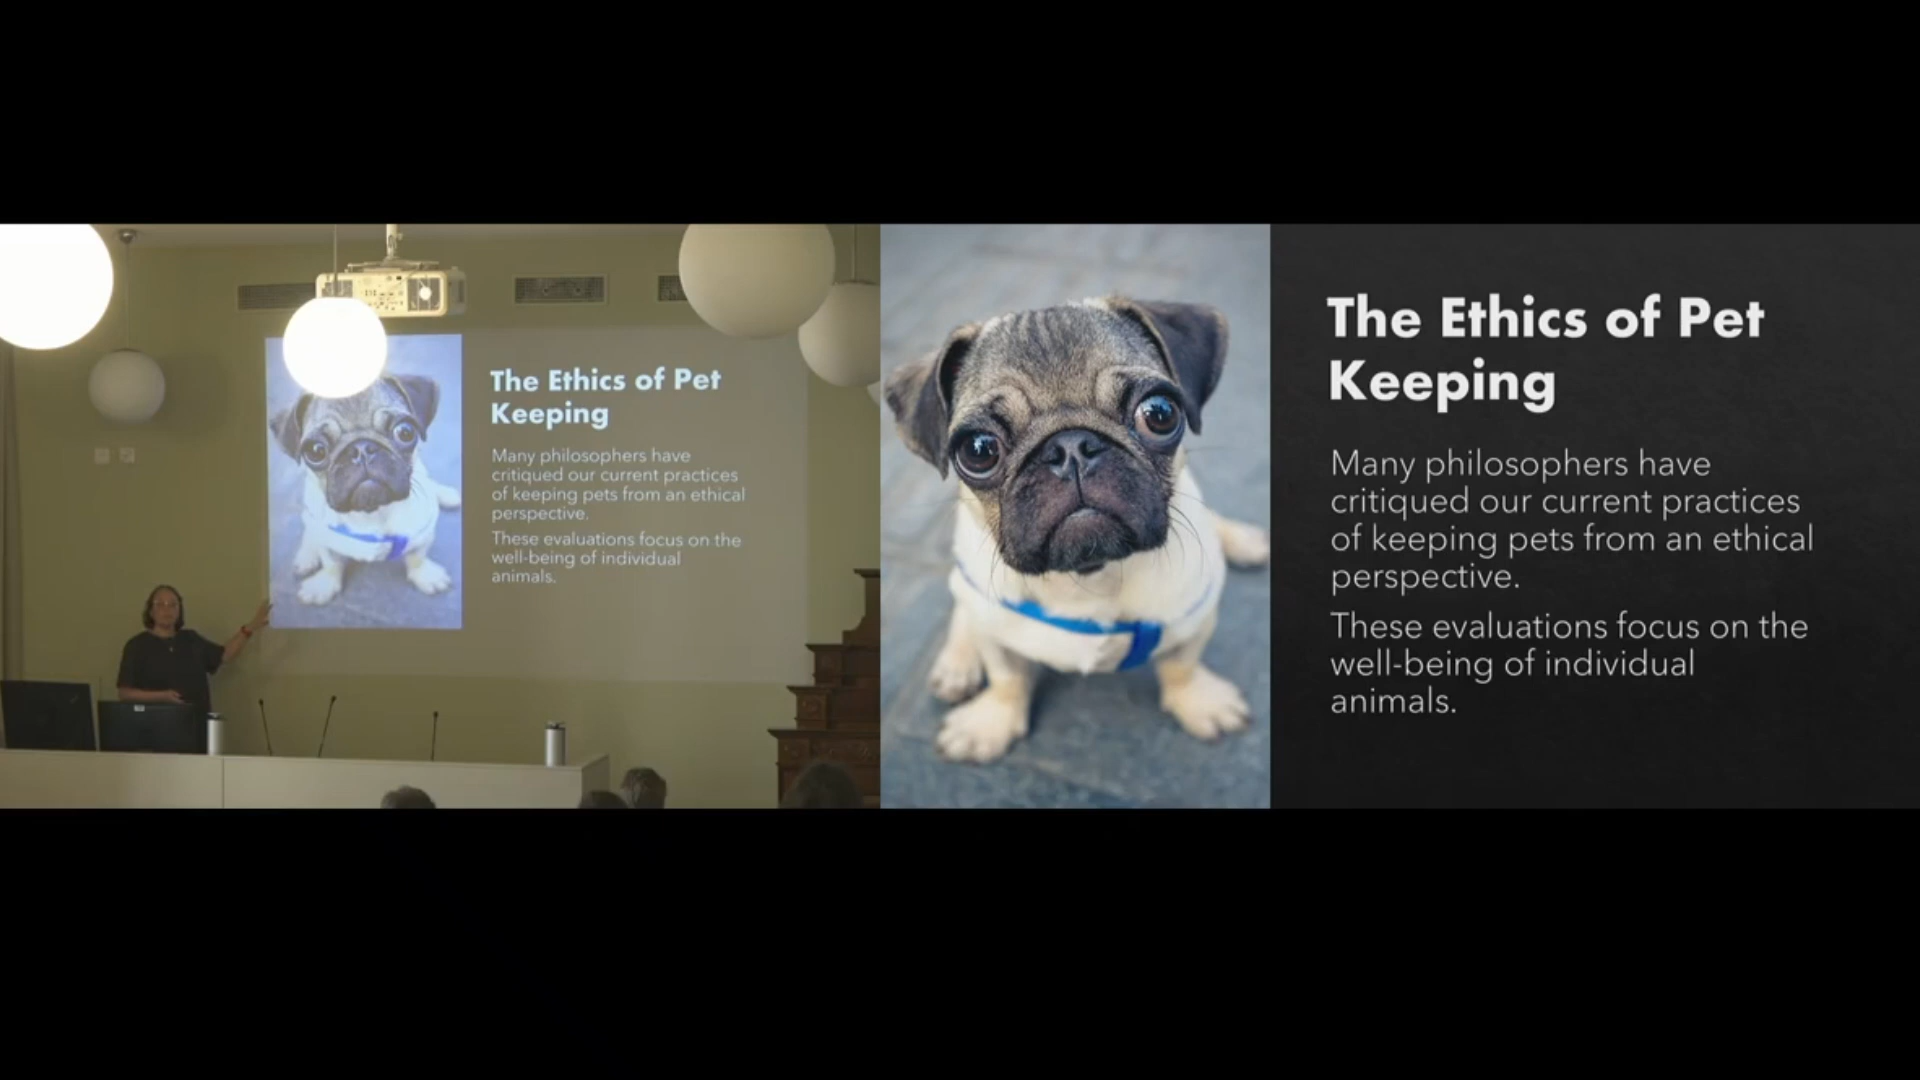 The Ethics of Pet
Keeping
Many philosophers have
critiqued our current practices
of keeping pets from an ethical
perspective.
These evaluations focus on the
well-being of individual
animals.
The Ethics of Pet
Keeping
Many philosophers have
critiqued our current practices
of keeping pets from an ethical
perspective.
These evaluations focus on the
well-being of individual
animals.